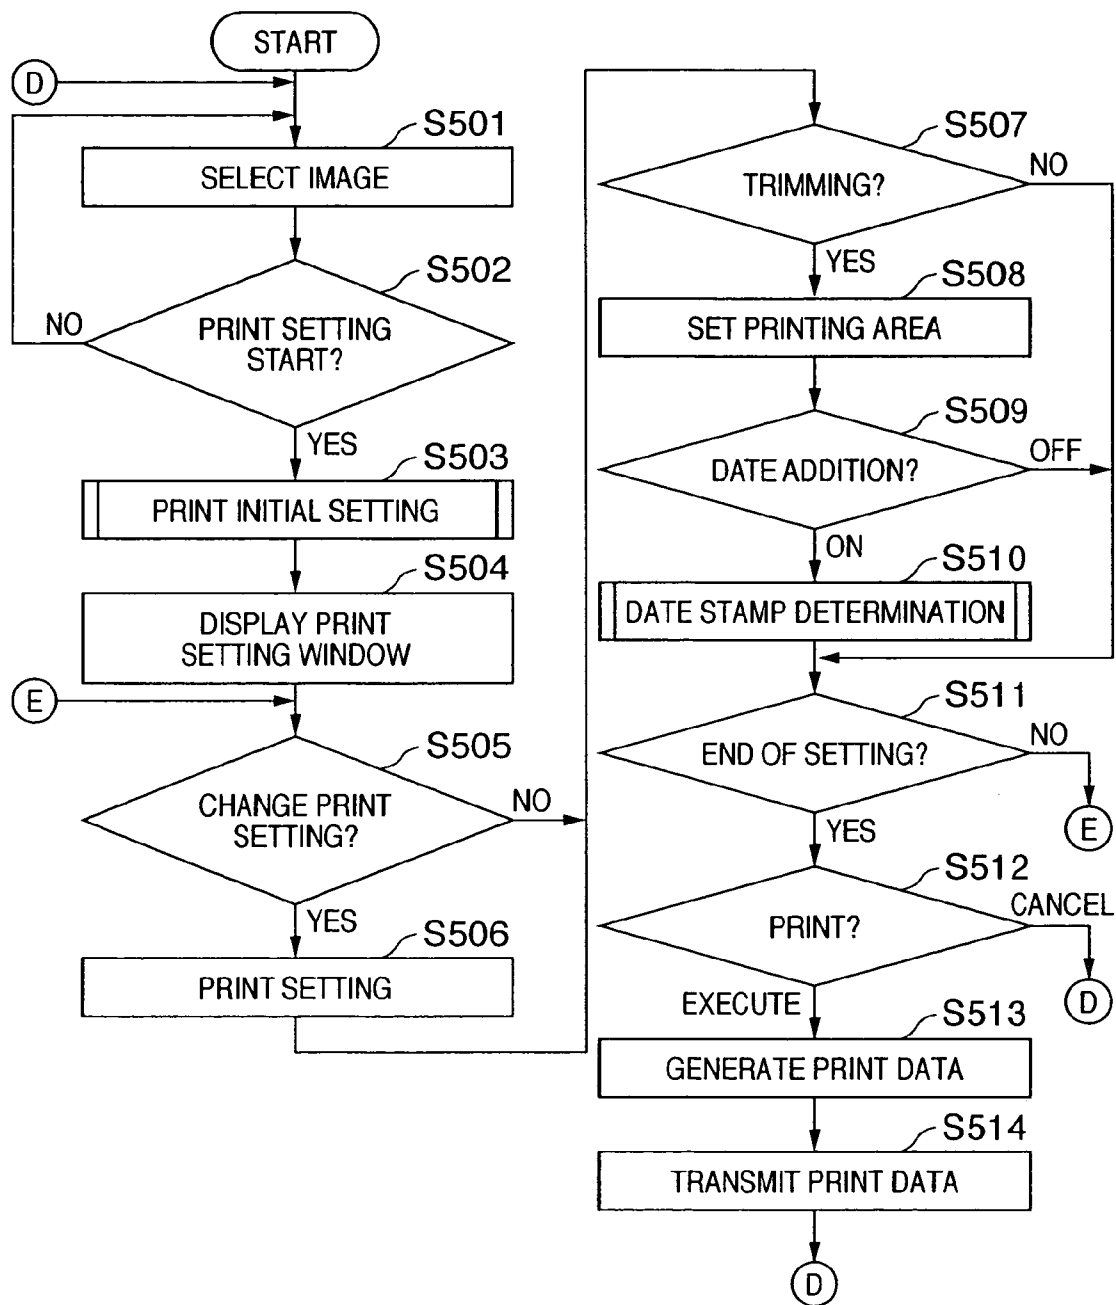 START
D
S501
SELECT IMAGE
S502
PRINT SETTING
START?
NO
YES
S503
PRINT INITIAL SETTING
S504
DISPLAY PRINT
SETTING WINDOW
E
S505
CHANGE PRINT
SETTING?
NO
YES
S506
PRINT SETTING
S507
TRIMMING?
NO
YES
S508
SET PRINTING AREA
S509
DATE ADDITION?
OFF
ON
S510
DATE STAMP DETERMINATION
S511
END OF SETTING?
NO
E
YES
S512
PRINT?
CANCEL
D
EXECUTE
S513
GENERATE PRINT DATA
S514
TRANSMIT PRINT DATA
D